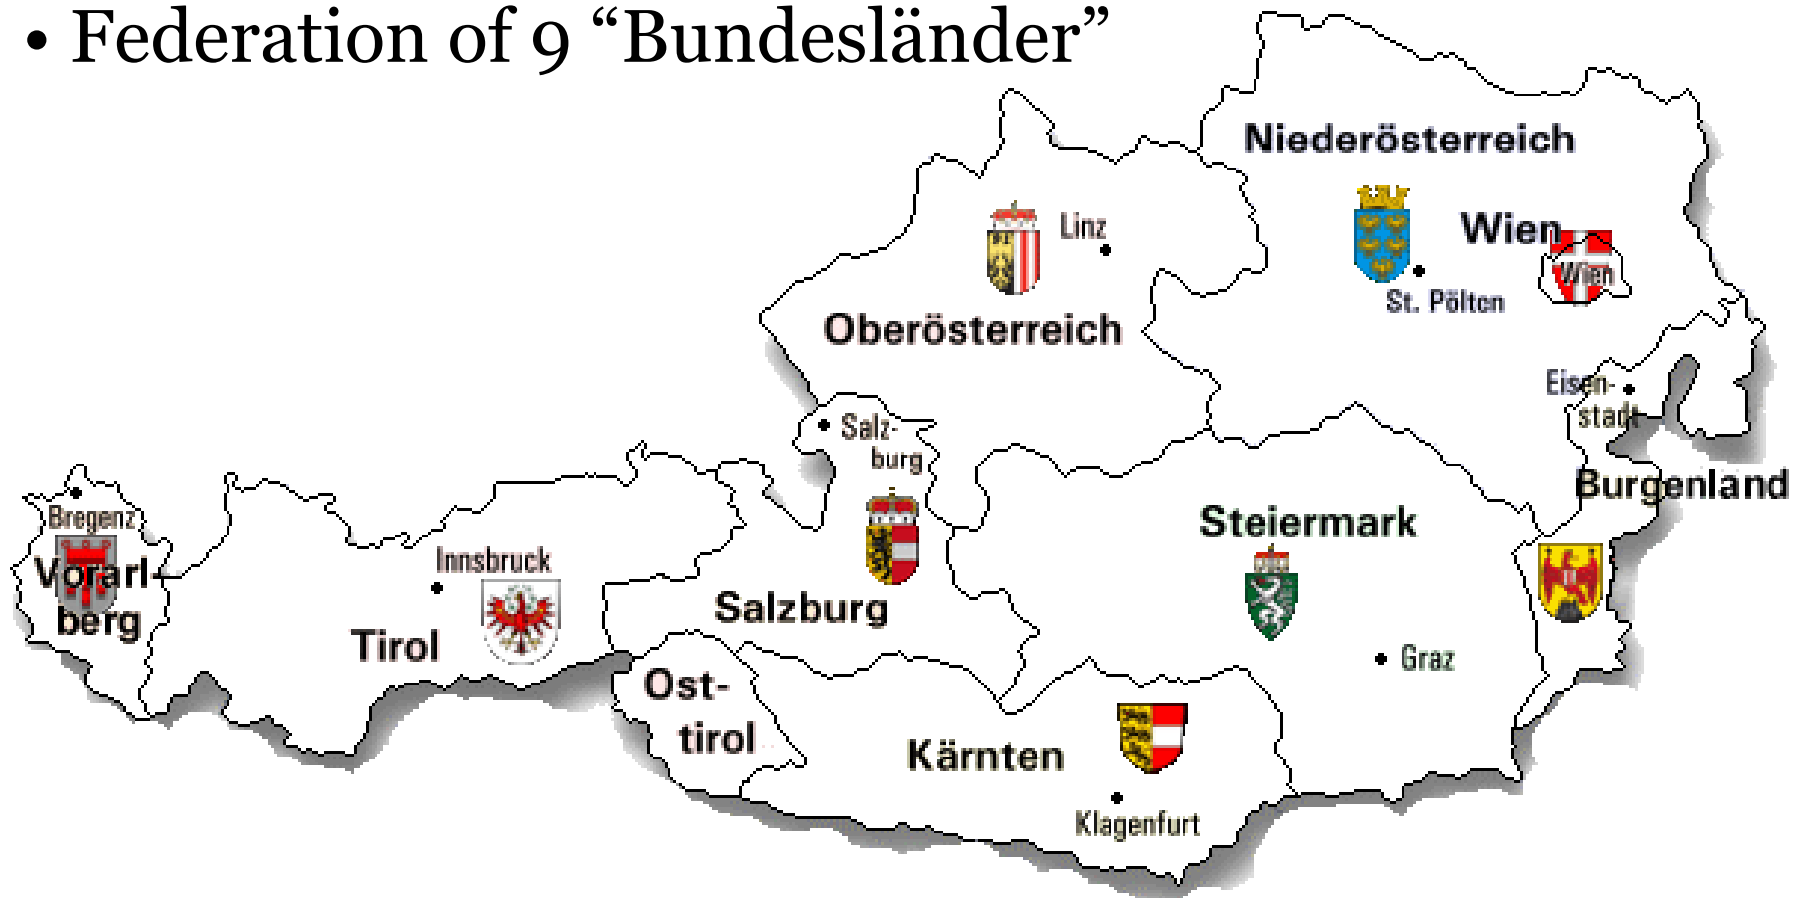 • Federation of 9 “Bundesländer”
Niederösterreich
Linz
Wien
Wien
St. Pölten
Oberösterreich
Eisen-
stadt
Salz-
burg
Burgenland
Bregenz
Steiermark
Innsbruck
Vorarl-
berg
Salzburg
Tirol
Graz
Ost-
tirol
Kärnten
Klagenfurt